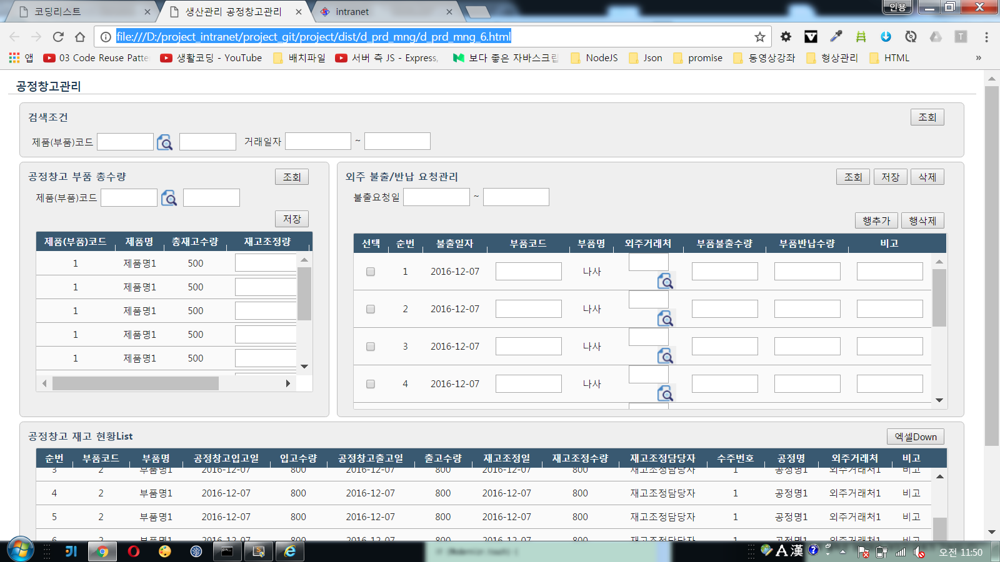 코딩리스트 생산관리 공정창고관리 intranet 인용
file:///D:/project_intranet/project_git/project/dist/d_prd_mng/d_prd_mng_6.html
앱 03 Code Reuse Patte 생활코딩 - YouTube 배치파일 서버 측 JS - Express, 보다 좋은 자바스크립 NodeJS Json promise 동영상강좌 형상관리 HTML »
공정창고관리
검색조건 조회
제품(부품)코드 거래일자 ~
공정창고 부품 총수량 조회
제품(부품)코드
저장
제품(부품)코드 제품명 총재고수량 재고조정량
1 제품명1 500
1 제품명1 500
1 제품명1 500
1 제품명1 500
1 제품명1 500
외주 불출/반납 요청관리 조회 저장 삭제
불출요청일 ~
행추가 행삭제
선택 순번 불출일자 부품코드 부품명 외주거래처 부품불출수량 부품반납수량 비고
1 2016-12-07 나사
2 2016-12-07 나사
3 2016-12-07 나사
4 2016-12-07 나사
공정창고 재고 현황List 엑셀Down
순번 부품코드 부품명 공정창고입고일 입고수량 공정창고출고일 출고수량 재고조정일 재고조정수량 재고조정담당자 수주번호 공정명 외주거래처 비고
3 2 부품명1 2016-12-07 800 2016-12-07 800 2016-12-07 800 재고조정담당자 1 공정명1 외주거래처1 비고
4 2 부품명1 2016-12-07 800 2016-12-07 800 2016-12-07 800 재고조정담당자 1 공정명1 외주거래처1 비고
5 2 부품명1 2016-12-07 800 2016-12-07 800 2016-12-07 800 재고조정담당자 1 공정명1 외주거래처1 비고
6 2 부품명1 2016-12-07 800 2016-12-07 800 2016-12-07 800 재고조정담당자 1 공정명1 외주거래처1 비고
A 漢 오전 11:50